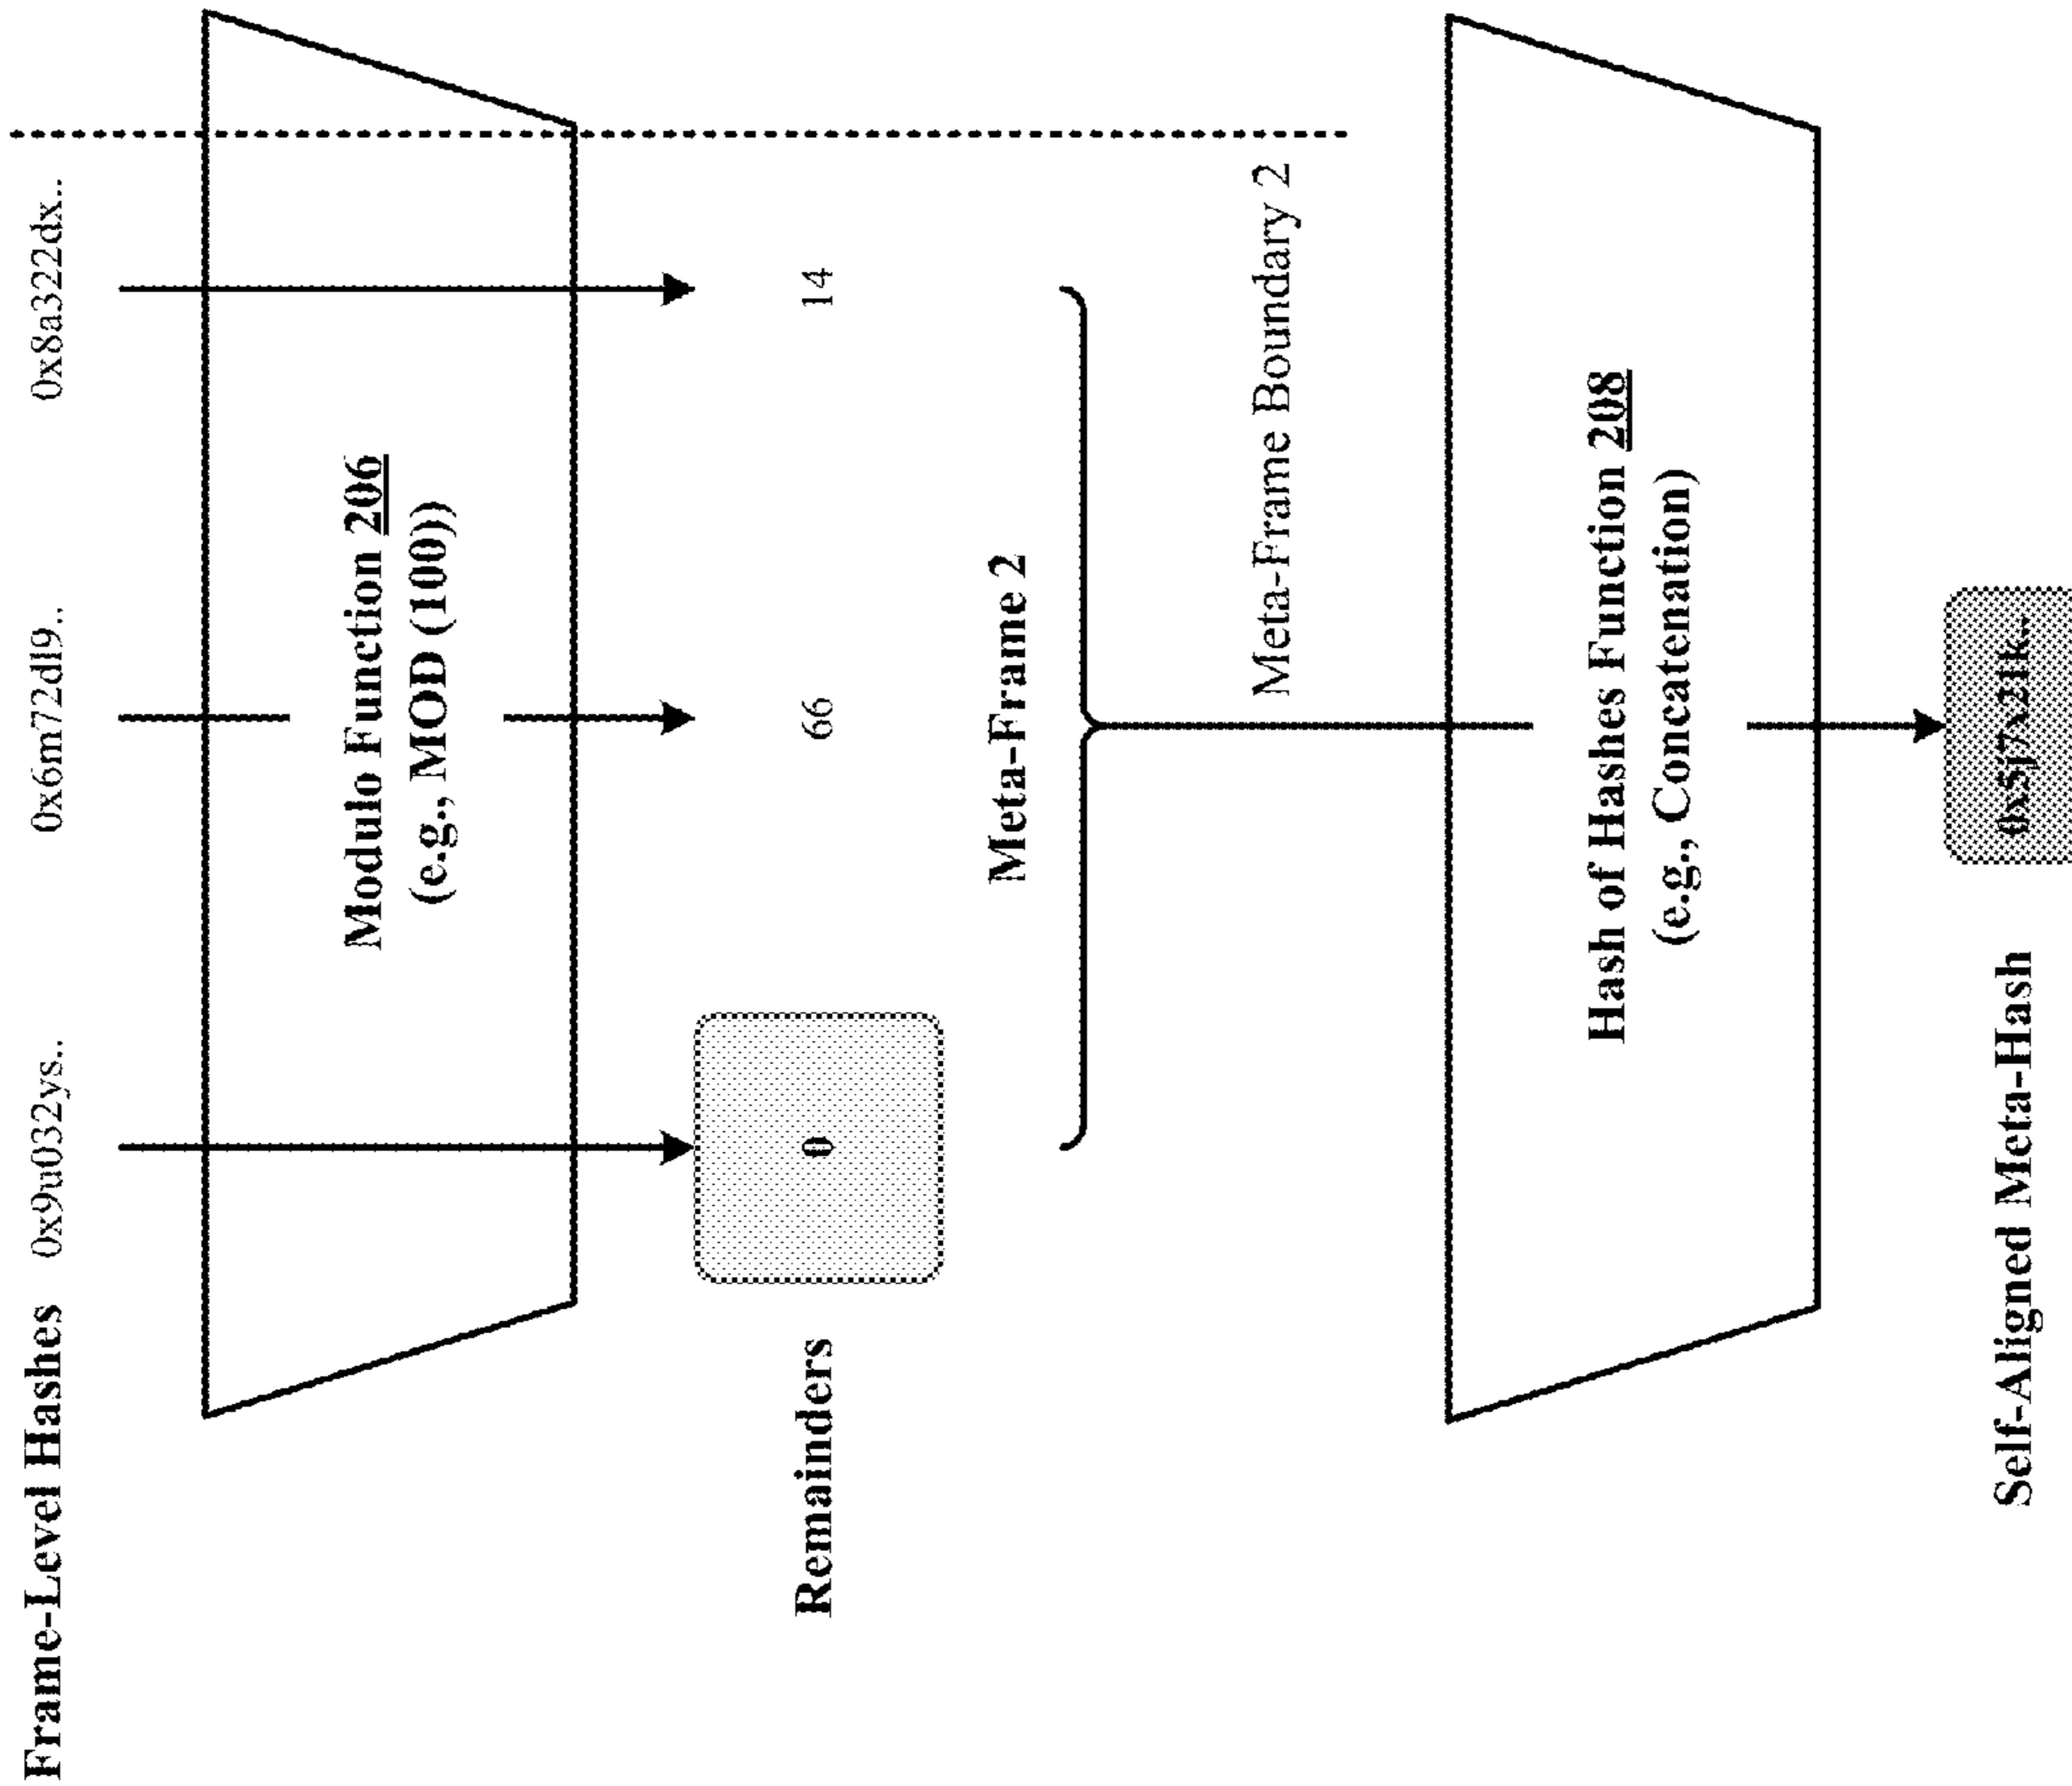 Frame-Level Hashes 0x9u032ys.. 0x6m72dl9.. 0x8a322dx..
Modulo Function 206
(e.g., MOD (100))
Remainders 0 66 14
Meta-Frame 2
Meta-Frame Boundary 2
Hash of Hashes Function 208
(e.g., Concatenation)
Self-Aligned Meta-Hash 0x5j7x21k..